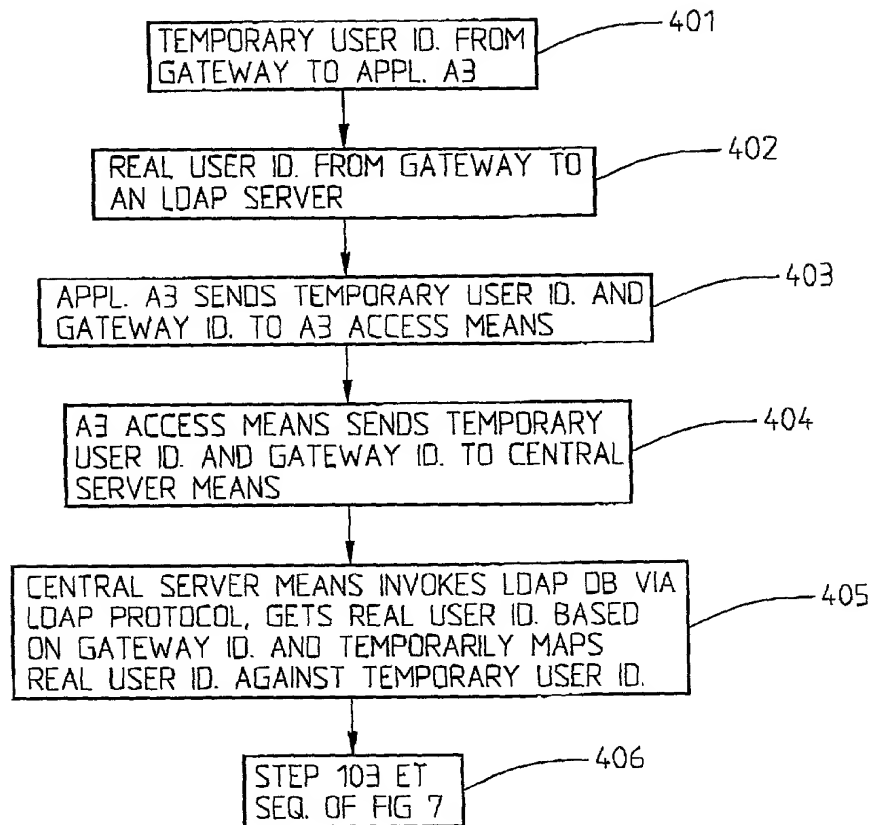 TEMPORARY USER ID. FROM
GATEWAY TO APPL. A3
401
REAL USER ID. FROM GATEWAY TO
AN LDAP SERVER
402
APPL. A3 SENDS TEMPORARY USER ID. AND
GATEWAY ID. TO A3 ACCESS MEANS
403
A3 ACCESS MEANS SENDS TEMPORARY
USER ID. AND GATEWAY ID. TO CENTRAL
SERVER MEANS
404
CENTRAL SERVER MEANS INVOKES LDAP DB VIA
LDAP PROTOCOL, GETS REAL USER ID. BASED
ON GATEWAY ID. AND TEMPORARILY MAPS
REAL USER ID. AGAINST TEMPORARY USER ID.
405
STEP 103 ET
SEQ. OF FIG 7
406